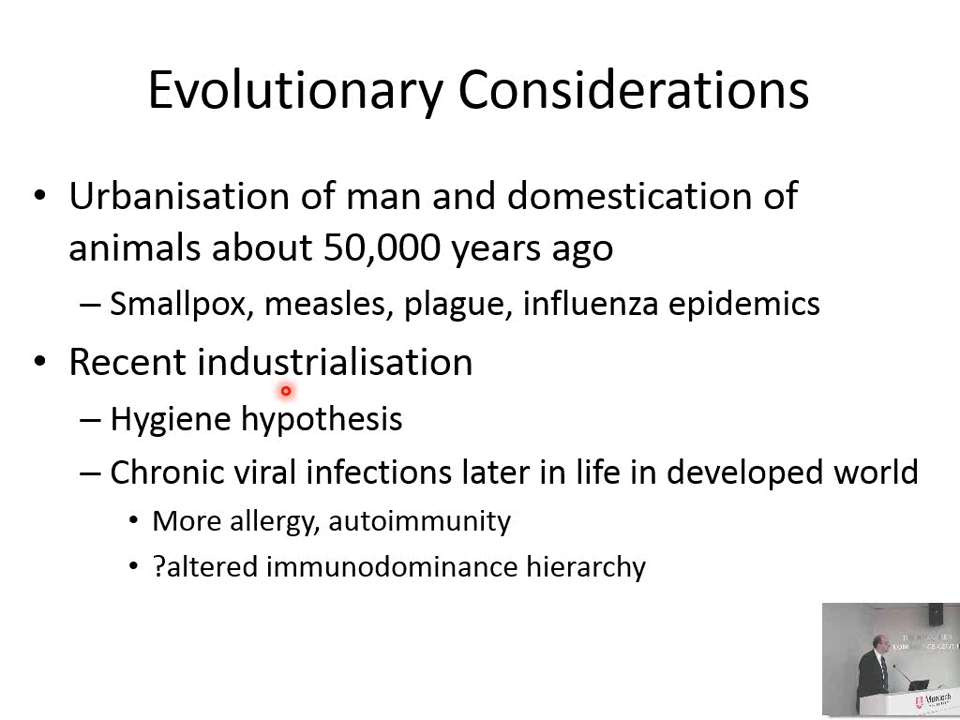 Evolutionary Considerations
• Urbanisation of man and domestication of
animals about 50,000 years ago
– Smallpox, measles, plague, influenza epidemics
• Recent industrialisation
– Hygiene hypothesis
– Chronic viral infections later in life in developed world
• More allergy, autoimmunity
• ?altered immunodominance hierarchy
Murdoch